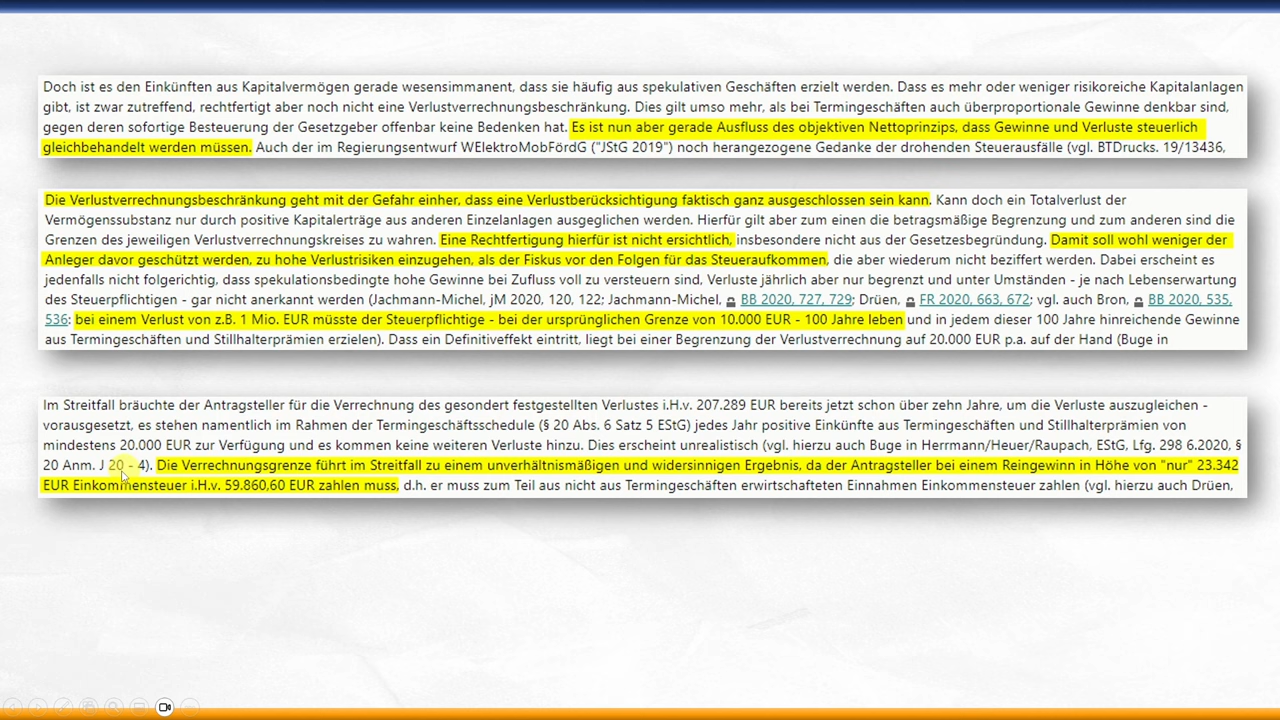 Doch ist es den Einkünften aus Kapitalvermögen gerade wesensimmanent, dass sie häufig aus spekulativen Geschäften erzielt werden. Dass es mehr oder weniger risikoreiche Kapitalanlagen
gibt, ist zwar zutreffend, rechtfertigt aber noch nicht eine Verlustverrechnungsbeschränkung. Dies gilt umso mehr, als bei Termingeschäften auch überproportionale Gewinne denkbar sind,
gegen deren sofortige Besteuerung der Gesetzgeber offenbar keine Bedenken hat. Es ist nun aber gerade Ausfluss des objektiven Nettoprinzips, dass Gewinne und Verluste steuerlich
gleichbehandelt werden müssen. Auch der im Regierungsentwurf WElektroMobFördG ("JStG 2019") noch herangezogene Gedanke der drohenden Steuerausfälle (vgl. BTDrucks. 19/13436,
Die Verlustverrechnungsbeschränkung geht mit der Gefahr einher, dass eine Verlustberücksichtigung faktisch ganz ausgeschlossen sein kann. Kann doch ein Totalverlust der
Vermögenssubstanz nur durch positive Kapitalerträge aus anderen Einzelanlagen ausgeglichen werden. Hierfür gilt aber zum einen die betragsmäßige Begrenzung und zum anderen sind die
Grenzen des jeweiligen Verlustverrechnungskreises zu wahren. Eine Rechtfertigung hierfür ist nicht ersichtlich, insbesondere nicht aus der Gesetzesbegründung. Damit soll wohl weniger der
Anleger davor geschützt werden, zu hohe Verlustrisiken einzugehen, als der Fiskus vor den Folgen für das Steueraufkommen, die aber wiederum nicht beziffert werden. Dabei erscheint es
jedenfalls nicht folgerichtig, dass spekulationsbedingte hohe Gewinne bei Zufluss voll zu versteuern sind, Verluste jährlich aber nur begrenzt und unter Umständen - je nach Lebenserwartung
des Steuerpflichtigen - gar nicht anerkannt werden (Jachmann-Michel, jM 2020, 120, 122; Jachmann-Michel, BB 2020, 727, 729; Drüen, FR 2020, 663, 672; vgl. auch Bron, BB 2020, 535,
536: bei einem Verlust von z.B. 1 Mio. EUR müsste der Steuerpflichtige - bei der ursprünglichen Grenze von 10.000 EUR - 100 Jahre leben und in jedem dieser 100 Jahre hinreichende Gewinne
aus Termingeschäften und Stillhalterprämien erzielen). Dass ein Definitiveffekt eintritt, liegt bei einer Begrenzung der Verlustverrechnung auf 20.000 EUR p.a. auf der Hand (Buge in
Im Streitfall bräuchte der Antragsteller für die Verrechnung des gesondert festgestellten Verlustes i.H.v. 207.289 EUR bereits jetzt schon über zehn Jahre, um die Verluste auszugleichen -
vorausgesetzt, es stehen namentlich im Rahmen der Termingeschäftsschedule (§ 20 Abs. 6 Satz 5 EStG) jedes Jahr positive Einkünfte aus Termingeschäften und Stillhalterprämien von
mindestens 20.000 EUR zur Verfügung und es kommen keine weiteren Verluste hinzu. Dies erscheint unrealistisch (vgl. hierzu auch Buge in Herrmann/Heuer/Raupach, EStG, Lfg. 298 6.2020, §
20 Anm. J 20 - 4). Die Verrechnungsgrenze führt im Streitfall zu einem unverhältnismäßigen und widersinnigen Ergebnis, da der Antragsteller bei einem Reingewinn in Höhe von "nur" 23.342
EUR Einkommensteuer i.H.v. 59.860,60 EUR zahlen muss, d.h. er muss zum Teil aus nicht aus Termingeschäften erwirtschafteten Einnahmen Einkommensteuer zahlen (vgl. hierzu auch Drüen,